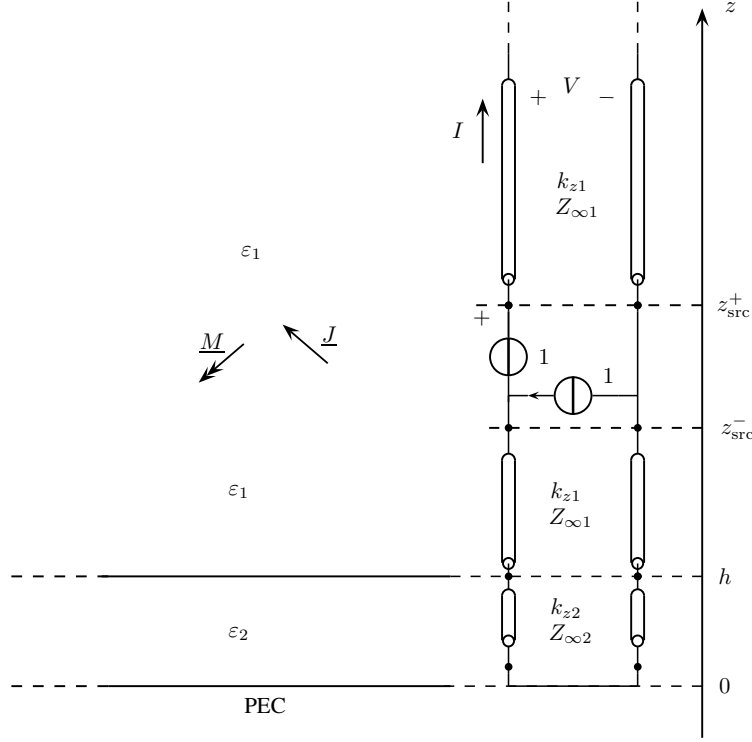 z
+ V −
I
k_{z1}
Z_{∞1}
ε_1
z_{src}^+
+
M J
1
1
z_{src}^-
ε_1
k_{z1}
Z_{∞1}
h
k_{z2}
Z_{∞2}
ε_2
0
PEC